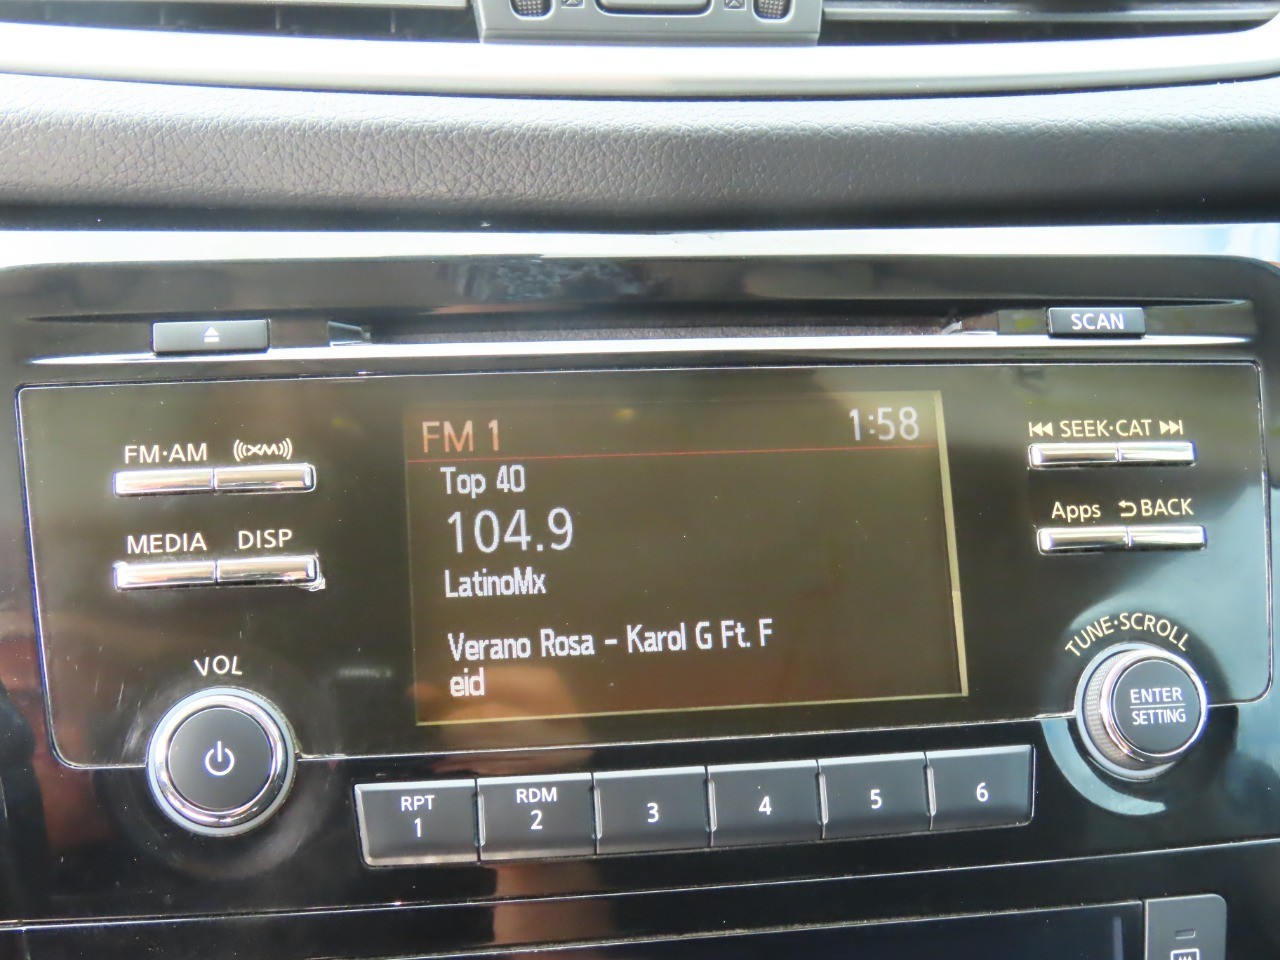 SCAN
FM·AM ((XM))
SEEK·CAT
MEDIA DISP
Apps BACK
VOL
TUNE·SCROLL
ENTER
SETTING
FM 1 1:58
Top 40
104.9
LatinoMx
Verano Rosa - Karol G Ft. F
eid
RPT
1
RDM
2
3
4
5
6